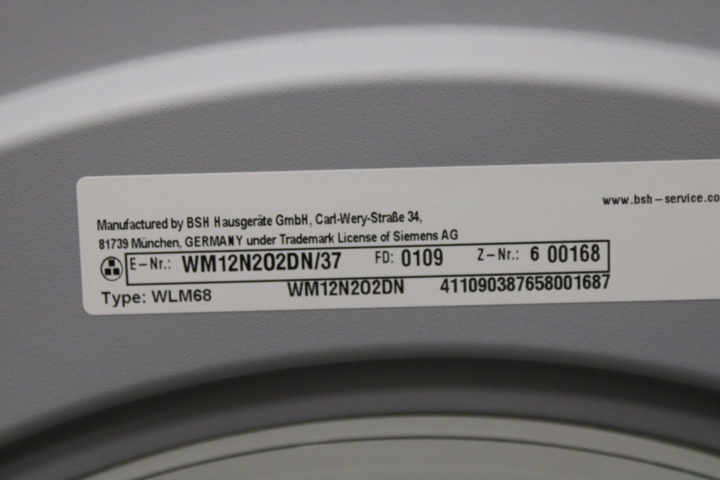 www.bsh-service.co
Manufactured by BSH Hausgeräte GmbH, Carl-Wery-Straße 34,
81739 München, GERMANY under Trademark License of Siemens AG
E-Nr.: WM12N202DN/37 FD: 0109 Z-Nr.: 6 00168
Type: WLM68 WM12N202DN 411090387658001687